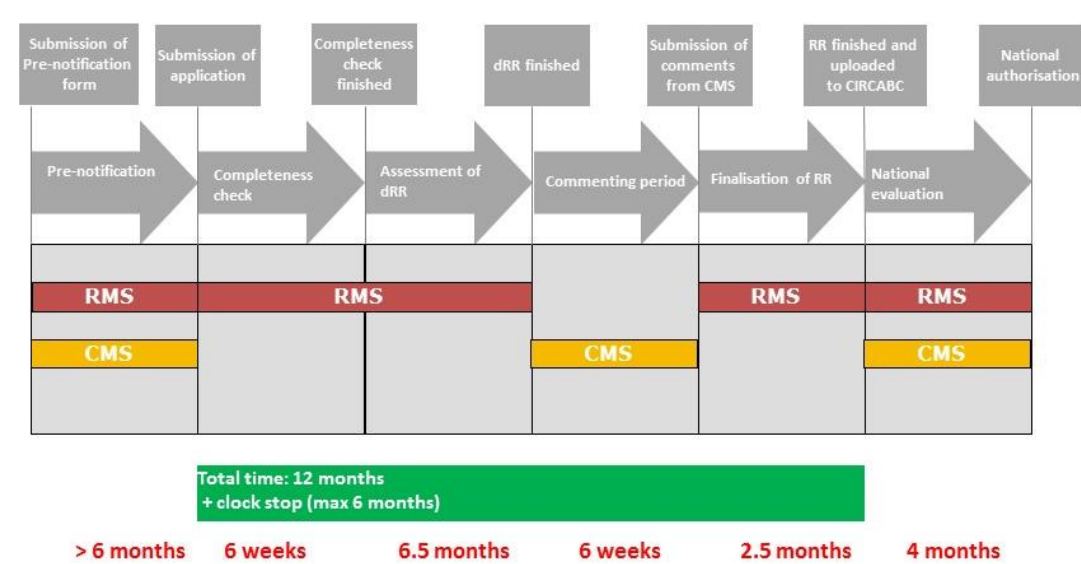 Submission of
Pre-notification
form
Submission of
application
Completeness
check
finished
dRR finished
Submission of
comments
from CMS
RR finished and
uploaded
to CIRCABC
National
authorisation
Pre-notification
Completeness
check
Assessment of
dRR
Commenting period
Finalisation of RR
National
evaluation
RMS
RMS
RMS
RMS
CMS
CMS
CMS
Total time: 12 months
+ clock stop (max 6 months)
> 6 months
6 weeks
6.5 months
6 weeks
2.5 months
4 months